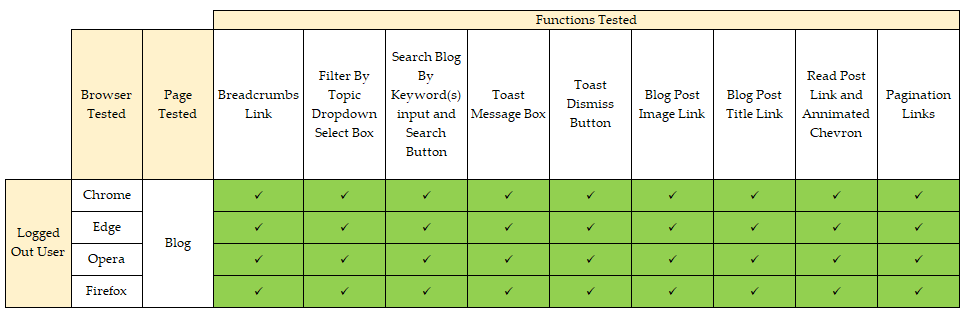 Functions Tested
Browser
Tested
Page
Tested
Breadcrumbs
Link
Filter By
Topic
Dropdown
Select Box
Search Blog
By
Keyword(s)
input and
Search
Button
Toast
Message Box
Toast
Dismiss
Button
Blog Post
Image Link
Blog Post
Title Link
Read Post
Link and
Annimated
Chevron
Pagination
Links
Logged
Out User
Blog
Chrome ✓ ✓ ✓ ✓ ✓ ✓ ✓ ✓ ✓
Edge ✓ ✓ ✓ ✓ ✓ ✓ ✓ ✓ ✓
Opera ✓ ✓ ✓ ✓ ✓ ✓ ✓ ✓ ✓
Firefox ✓ ✓ ✓ ✓ ✓ ✓ ✓ ✓ ✓